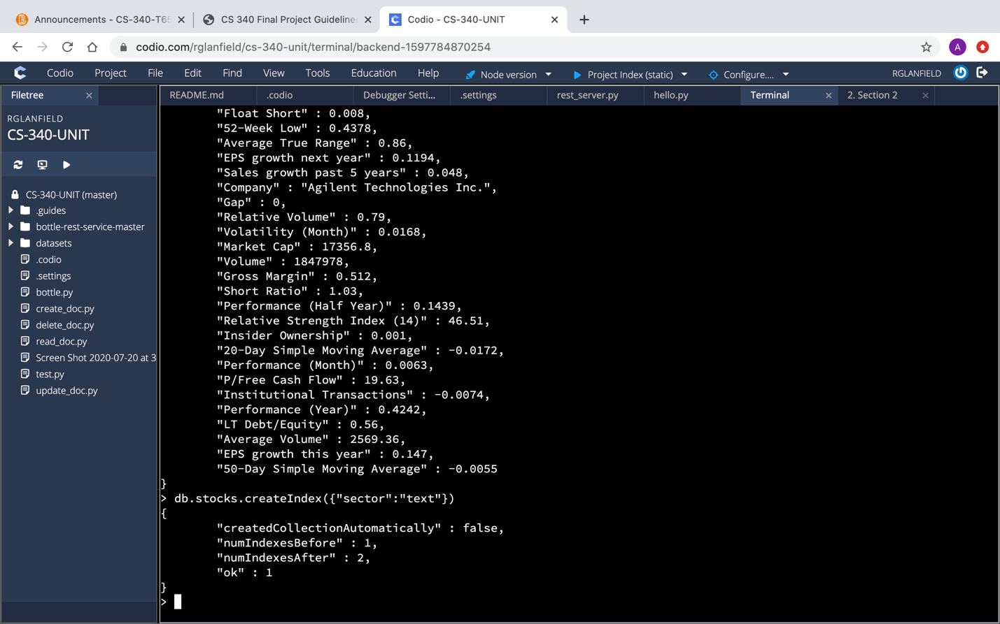 Announcements - CS-340-T65
CS 340 Final Project Guideline
Codio - CS-340-UNIT
codio.com/rglanfield/cs-340-unit/terminal/backend-1597784870254
A
Codio Project File Edit Find View Tools Education Help Node version Project Index (static) Configure.... RGLANFIELD
Filetree
README.md .codio Debugger Setti... .settings rest_server.py hello.py Terminal 2. Section 2
RGLANFIELD
CS-340-UNIT
CS-340-UNIT (master)
.guides
bottle-rest-service-master
datasets
.codio
.settings
bottle.py
create_doc.py
delete_doc.py
read_doc.py
Screen Shot 2020-07-20 at 3
test.py
update_doc.py
"Float Short" : 0.008,
"52-Week Low" : 0.4378,
"Average True Range" : 0.86,
"EPS growth next year" : 0.1194,
"Sales growth past 5 years" : 0.048,
"Company" : "Agilent Technologies Inc.",
"Gap" : 0,
"Relative Volume" : 0.79,
"Volatility (Month)" : 0.0168,
"Market Cap" : 17356.8,
"Volume" : 1847978,
"Gross Margin" : 0.512,
"Short Ratio" : 1.03,
"Performance (Half Year)" : 0.1439,
"Relative Strength Index (14)" : 46.51,
"Insider Ownership" : 0.001,
"20-Day Simple Moving Average" : -0.0172,
"Performance (Month)" : 0.0063,
"P/Free Cash Flow" : 19.63,
"Institutional Transactions" : -0.0074,
"Performance (Year)" : 0.4242,
"LT Debt/Equity" : 0.56,
"Average Volume" : 2569.36,
"EPS growth this year" : 0.147,
"50-Day Simple Moving Average" : -0.0055
}
> db.stocks.createIndex({"sector":"text"})
{
"createdCollectionAutomatically" : false,
"numIndexesBefore" : 1,
"numIndexesAfter" : 2,
"ok" : 1
}
>